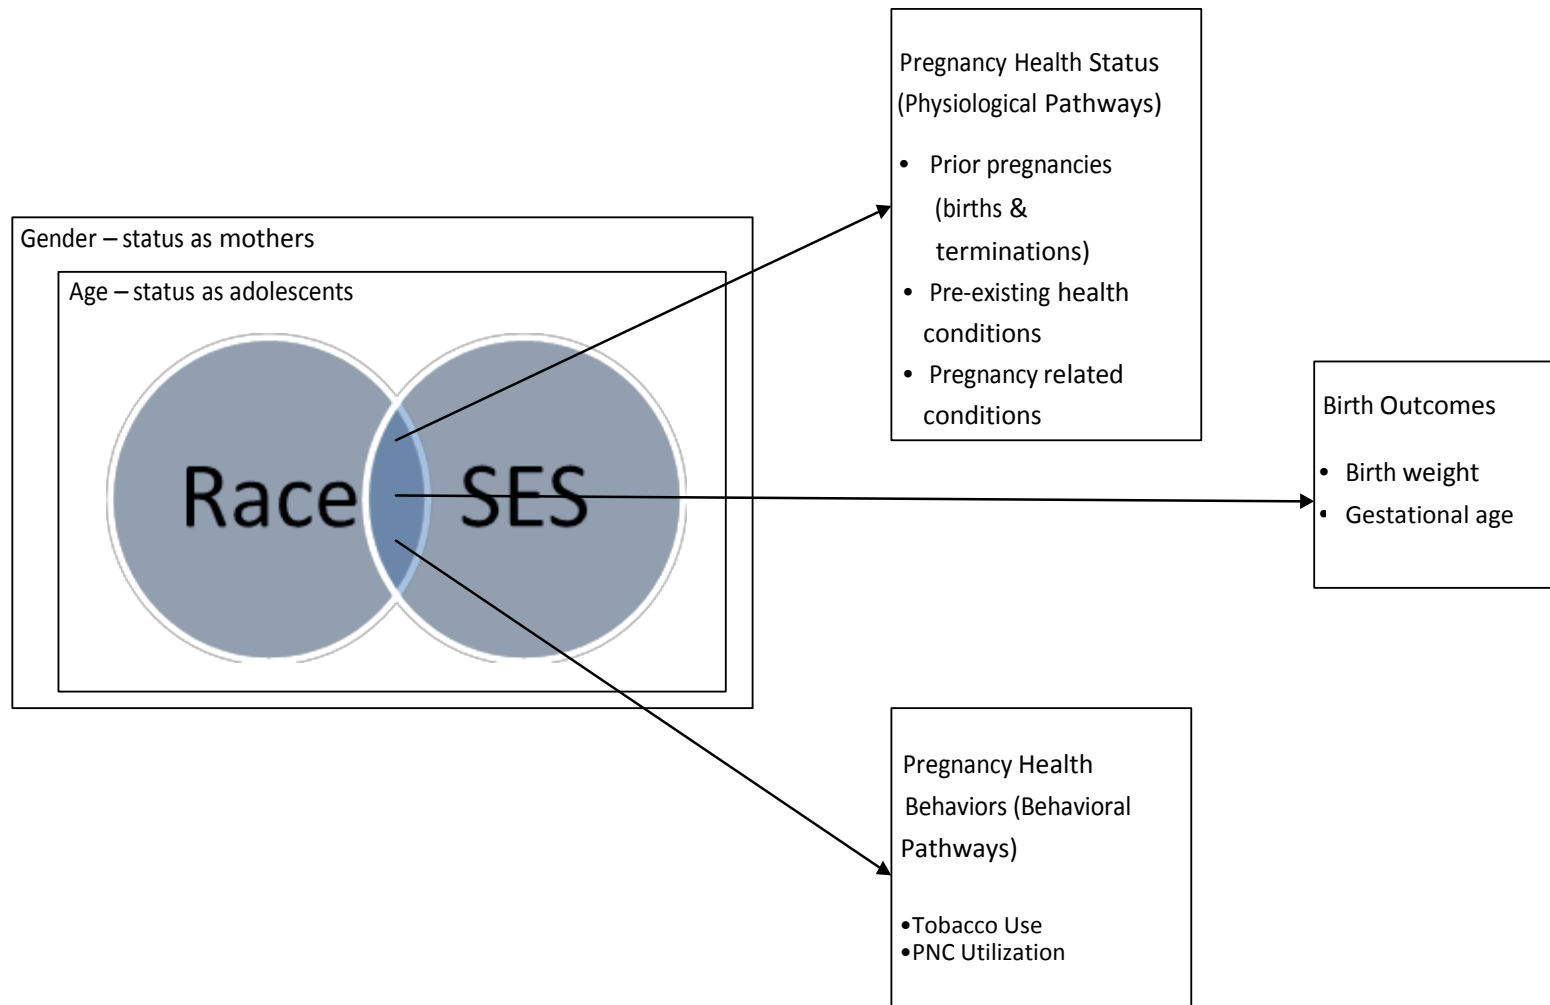 Pregnancy Health Status
(Physiological Pathways)
• Prior pregnancies
(births &
terminations)
• Pre-existing health
conditions
• Pregnancy related
conditions
Gender – status as mothers
Age – status as adolescents
Race
SES
Birth Outcomes
• Birth weight
• Gestational age
Pregnancy Health
Behaviors (Behavioral
Pathways)
•Tobacco Use
•PNC Utilization